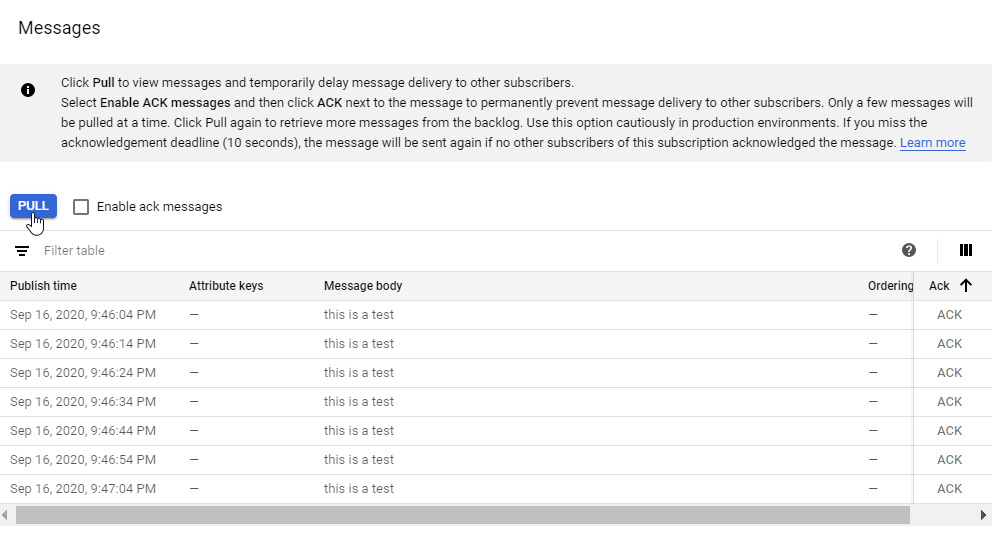 Messages
Click Pull to view messages and temporarily delay message delivery to other subscribers.
Select Enable ACK messages and then click ACK next to the message to permanently prevent message delivery to other subscribers. Only a few messages will
be pulled at a time. Click Pull again to retrieve more messages from the backlog. Use this option cautiously in production environments. If you miss the
acknowledgement deadline (10 seconds), the message will be sent again if no other subscribers of this subscription acknowledged the message. Learn more
PULL Enable ack messages
Filter table
Publish time Attribute keys Message body Ordering Ack
Sep 16, 2020, 9:46:04 PM — this is a test — ACK
Sep 16, 2020, 9:46:14 PM — this is a test — ACK
Sep 16, 2020, 9:46:24 PM — this is a test — ACK
Sep 16, 2020, 9:46:34 PM — this is a test — ACK
Sep 16, 2020, 9:46:44 PM — this is a test — ACK
Sep 16, 2020, 9:46:54 PM — this is a test — ACK
Sep 16, 2020, 9:47:04 PM — this is a test — ACK